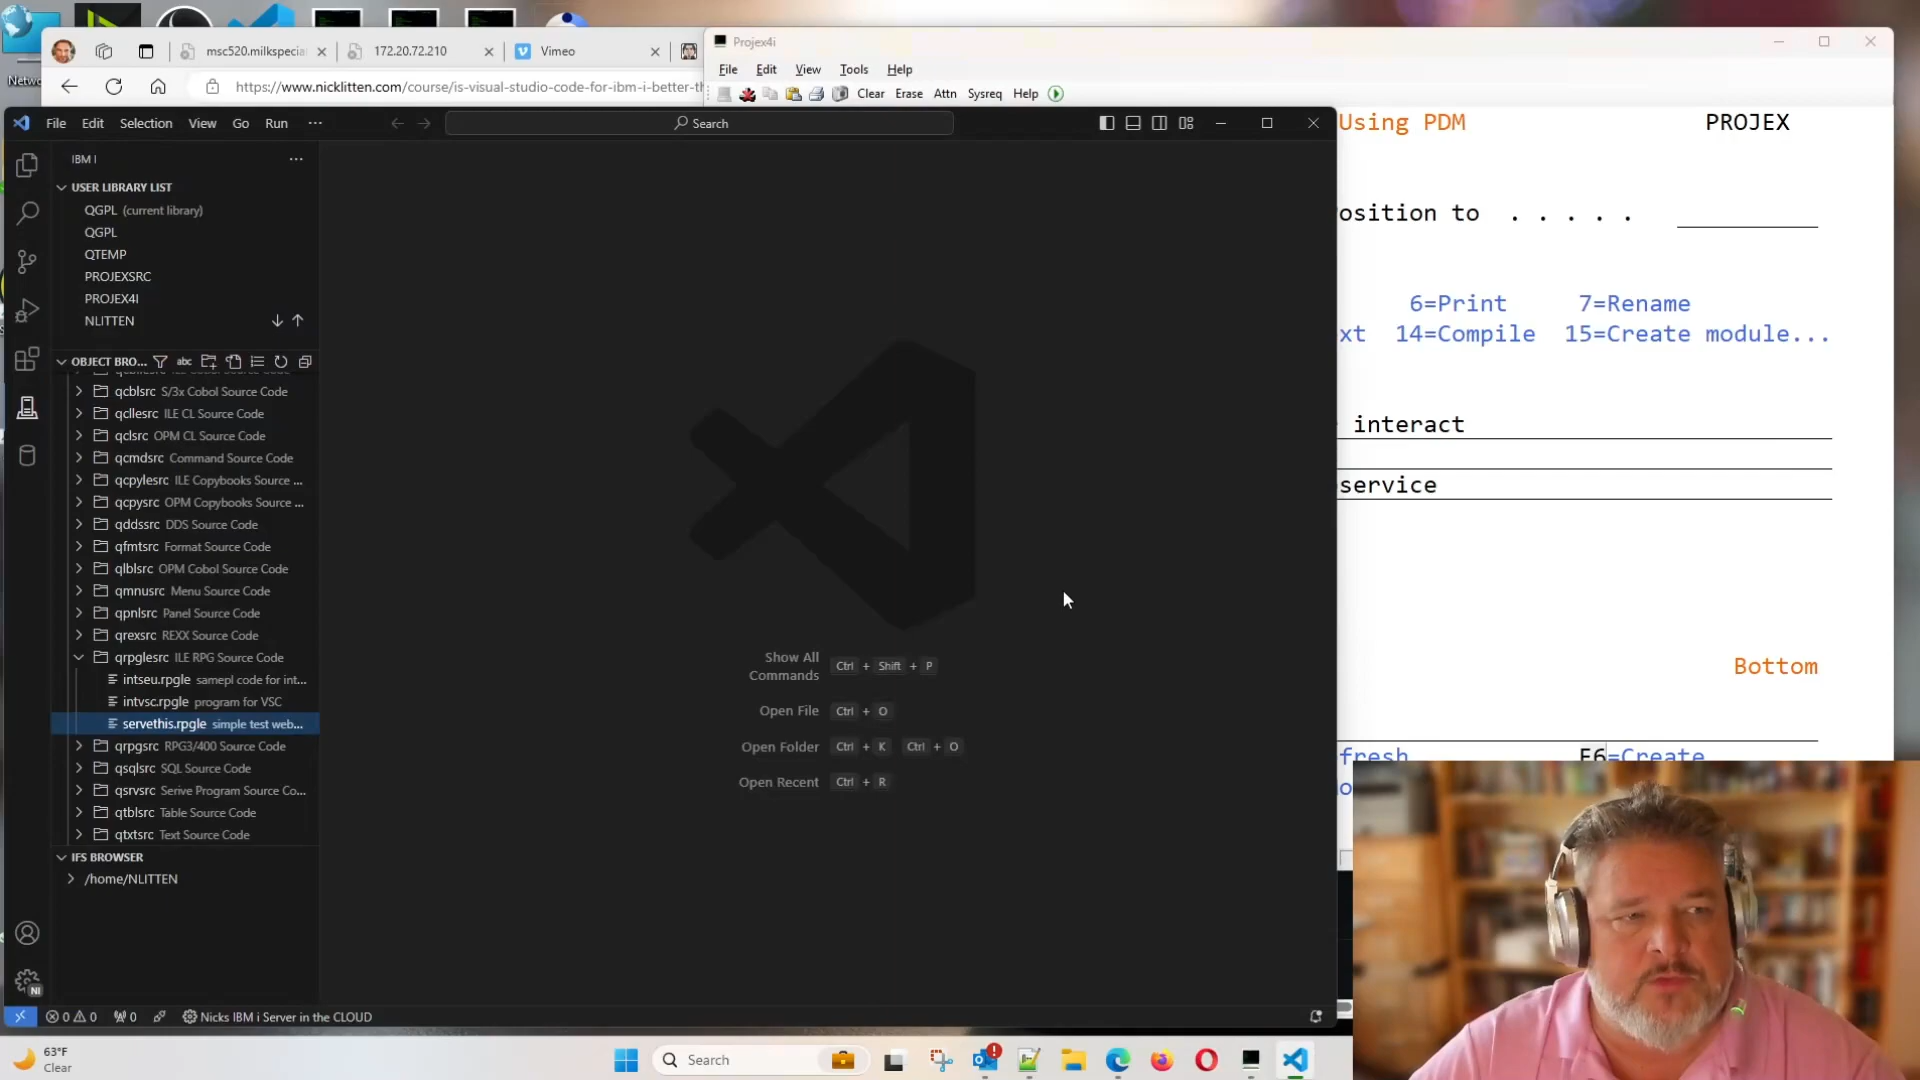 Netwo
msc520.milkspecia
172.20.72.210
Vimeo
https://www.nicklitten.com/course/is-visual-studio-code-for-ibm-i-better-th
Projex4i
File Edit View Tools Help
Clear Erase Attn Sysreq Help
File Edit Selection View Go Run ···
Search
IBM I
USER LIBRARY LIST
QGPL (current library)
QGPL
QTEMP
PROJEXSRC
PROJEX4I
NLITTEN
OBJECT BRO...
qcblsrc S/3x Cobol Source Code
qcllesrc ILE CL Source Code
qclsrc OPM CL Source Code
qcmdsrc Command Source Code
qcpylesrc ILE Copybooks Source ...
qcpysrc OPM Copybooks Source ...
qddssrc DDS Source Code
qfmtsrc Format Source Code
qlblsrc OPM Cobol Source Code
qmnusrc Menu Source Code
qpnlsrc Panel Source Code
qrexsrc REXX Source Code
qrpglesrc ILE RPG Source Code
intseu.rpgle samepl code for int...
intvsc.rpgle program for VSC
servethis.rpgle simple test web...
qrpgsrc RPG3/400 Source Code
qsqlsrc SQL Source Code
qsrvsrc Serive Program Source Co...
qtblsrc Table Source Code
qtxtsrc Text Source Code
IFS BROWSER
/home/NLITTEN
Show All Commands Ctrl + Shift + P
Open File Ctrl + O
Open Folder Ctrl + K Ctrl + O
Open Recent Ctrl + R
Using PDM PROJEX
osition to . . . . .
6=Print 7=Rename
xt 14=Compile 15=Create module...
interact
service
Bottom
fresh F6=Create
NI
0 0 0 Nicks IBM i Server in the CLOUD
63°F
Clear
Search